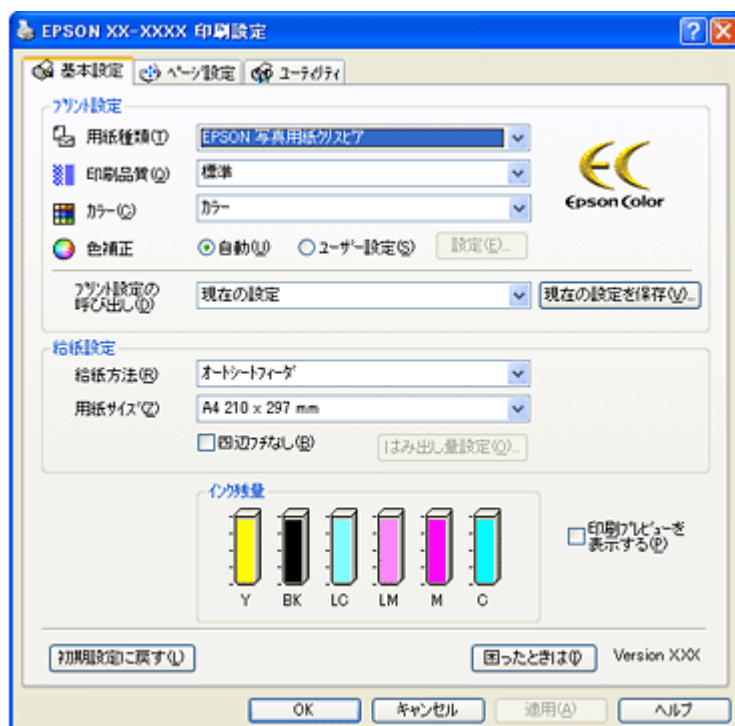 EPSON XX-XXXX 印刷設定
基本設定 ページ設定 ユーティリティ
プリント設定
用紙種類(T) EPSON 写真用紙クリスピア
印刷品質(Q) 標準
カラー(C) カラー
EC
Epson Color
色補正 自動(U) ユーザー設定(S) 設定(E)...
プリント設定の
呼び出し(D) 現在の設定 現在の設定を保存(V)...
給紙設定
給紙方法(R) オートシートフィーダ
用紙サイズ(Z) A4 210 x 297 mm
四辺フチなし(B) はみ出し量設定(O)...
インク残量
Y BK LC LM M C
印刷プレビューを
表示する(P)
初期設定に戻す(L) 困ったときは(I) Version XXX
OK キャンセル 適用(A) ヘルプ